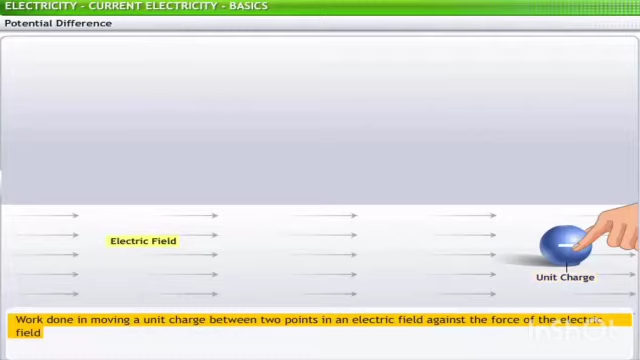 ELECTRICITY - CURRENT ELECTRICITY - BASICS
Potential Difference
Electric Field
Unit Charge
Work done in moving a unit charge between two points in an electric field against the force of the electric
field
InShot